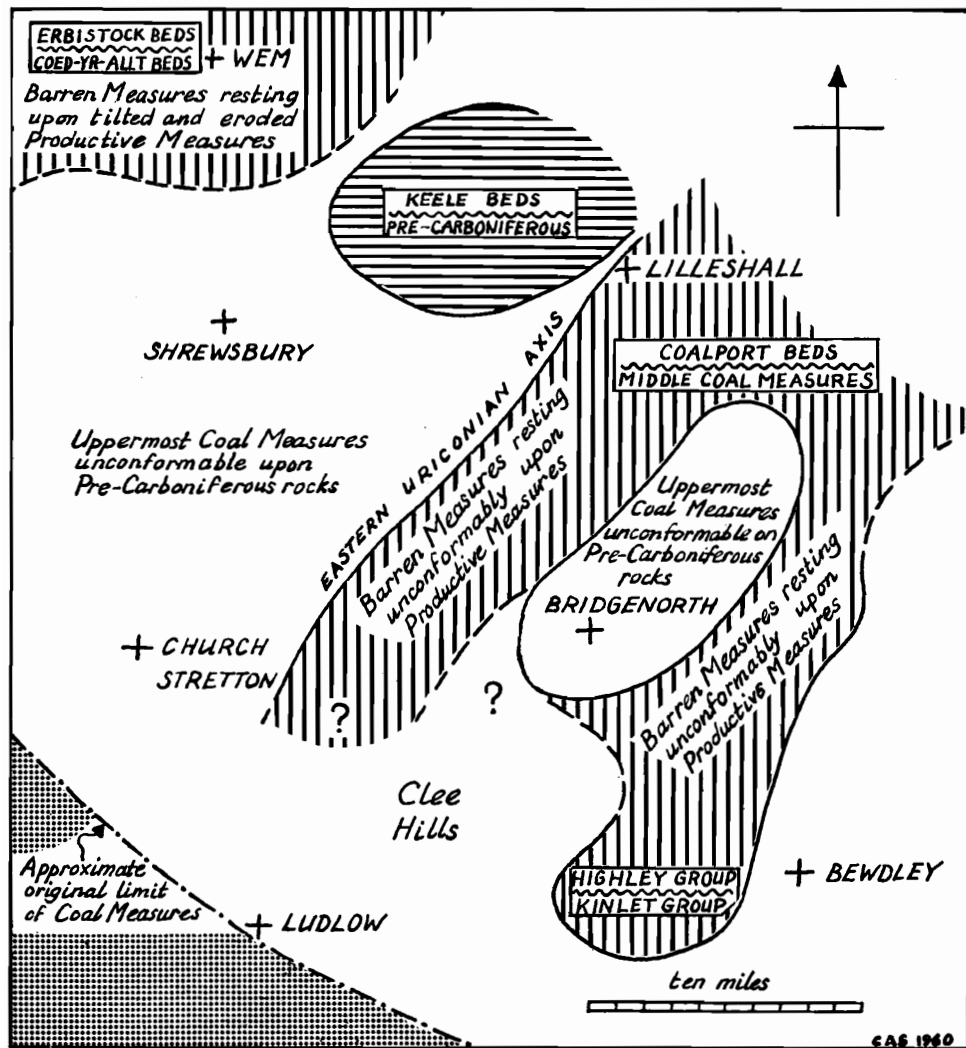 ERBISTOCK BEDS
COED-YR-ALLT BEDS
WEM
Barren Measures resting
upon tilted and eroded
Productive Measures
KEELE BEDS
PRE-CARBONIFEROUS
LILLESHALL
SHREWSBURY
COALPORT BEDS
MIDDLE COAL MEASURES
EASTERN URICONIAN AXIS
Uppermost Coal Measures
unconformable upon
Pre-Carboniferous rocks
Barren Measures resting
unconformably upon
Productive Measures
Uppermost
Coal Measures
unconformable on
Pre-Carboniferous
rocks
BRIDGENORTH
Barren Measures resting
unconformably upon
Productive Measures
CHURCH
STRETTON
?
?
Clee
Hills
Approximate
original limit
of Coal Measures
LUDLOW
HIGHLEY GROUP
KINLET GROUP
BEWDLEY
ten miles
CAS 1960